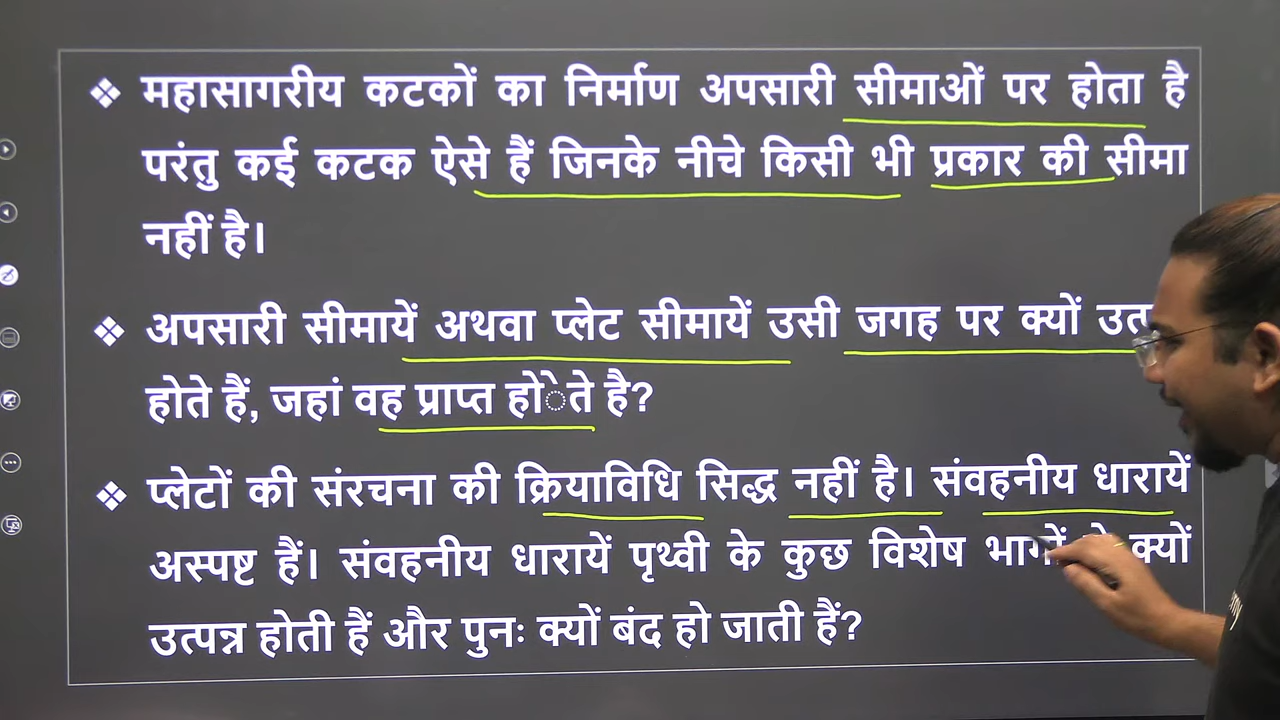 ❖ महासागरीय कटकों का निर्माण अपसारी सीमाओं पर होता है
परंतु कई कटक ऐसे हैं जिनके नीचे किसी भी प्रकार की सीमा
नहीं है।
❖ अपसारी सीमायें अथवा प्लेट सीमायें उसी जगह पर क्यों
होते हैं, जहां वह प्राप्त हो◌ेते है?
❖ प्लेटों की संरचना की क्रियाविधि सिद्ध नहीं है। संवहनीय धारायें
अस्पष्ट हैं। संवहनीय धारायें पृथ्वी के कुछ विशेष भागों क्यों
उत्पन्न होती हैं और पुनः क्यों बंद हो जाती हैं?